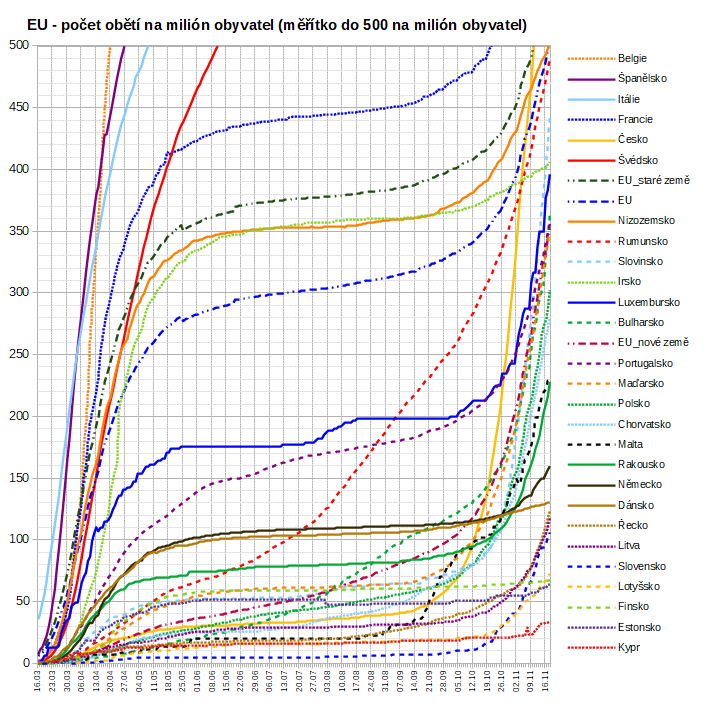 EU - počet obětí na milión obyvatel (měřítko do 500 na milión obyvatel)
500
450
400
350
300
250
200
150
100
50
0
16.03
23.03
30.03
06.04
13.04
20.04
27.04
04.05
11.05
18.05
25.05
01.06
08.06
15.06
22.06
29.06
06.07
13.07
20.07
27.07
03.08
10.08
17.08
24.08
31.08
07.09
14.09
21.09
28.09
05.10
12.10
19.10
26.10
02.11
09.11
16.11
Belgie
Španělsko
Itálie
Francie
Česko
Švédsko
EU_staré země
EU
Nizozemsko
Rumunsko
Slovinsko
Irsko
Luxembursko
Bulharsko
EU_nové země
Portugalsko
Maďarsko
Polsko
Chorvatsko
Malta
Rakousko
Německo
Dánsko
Řecko
Litva
Slovensko
Lotyšsko
Finsko
Estonsko
Kypr